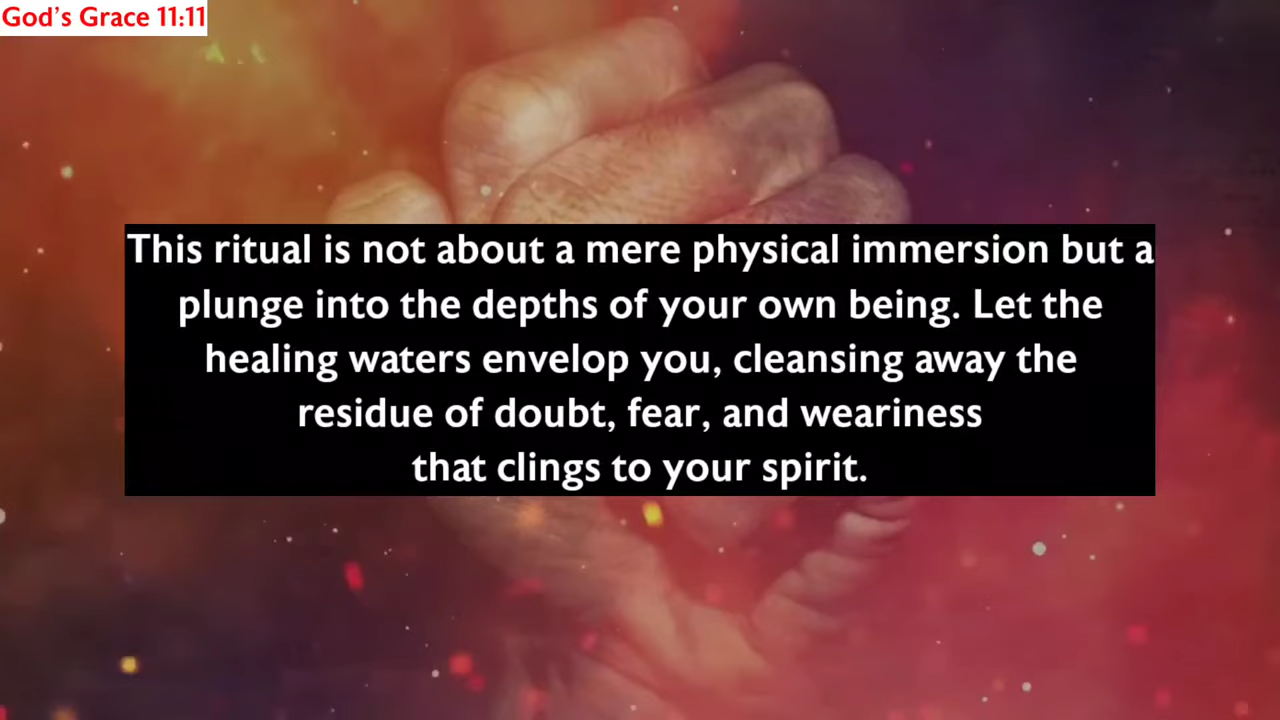 God's Grace 11:11
This ritual is not about a mere physical immersion but a
plunge into the depths of your own being. Let the
healing waters envelop you, cleansing away the
residue of doubt, fear, and weariness
that clings to your spirit.